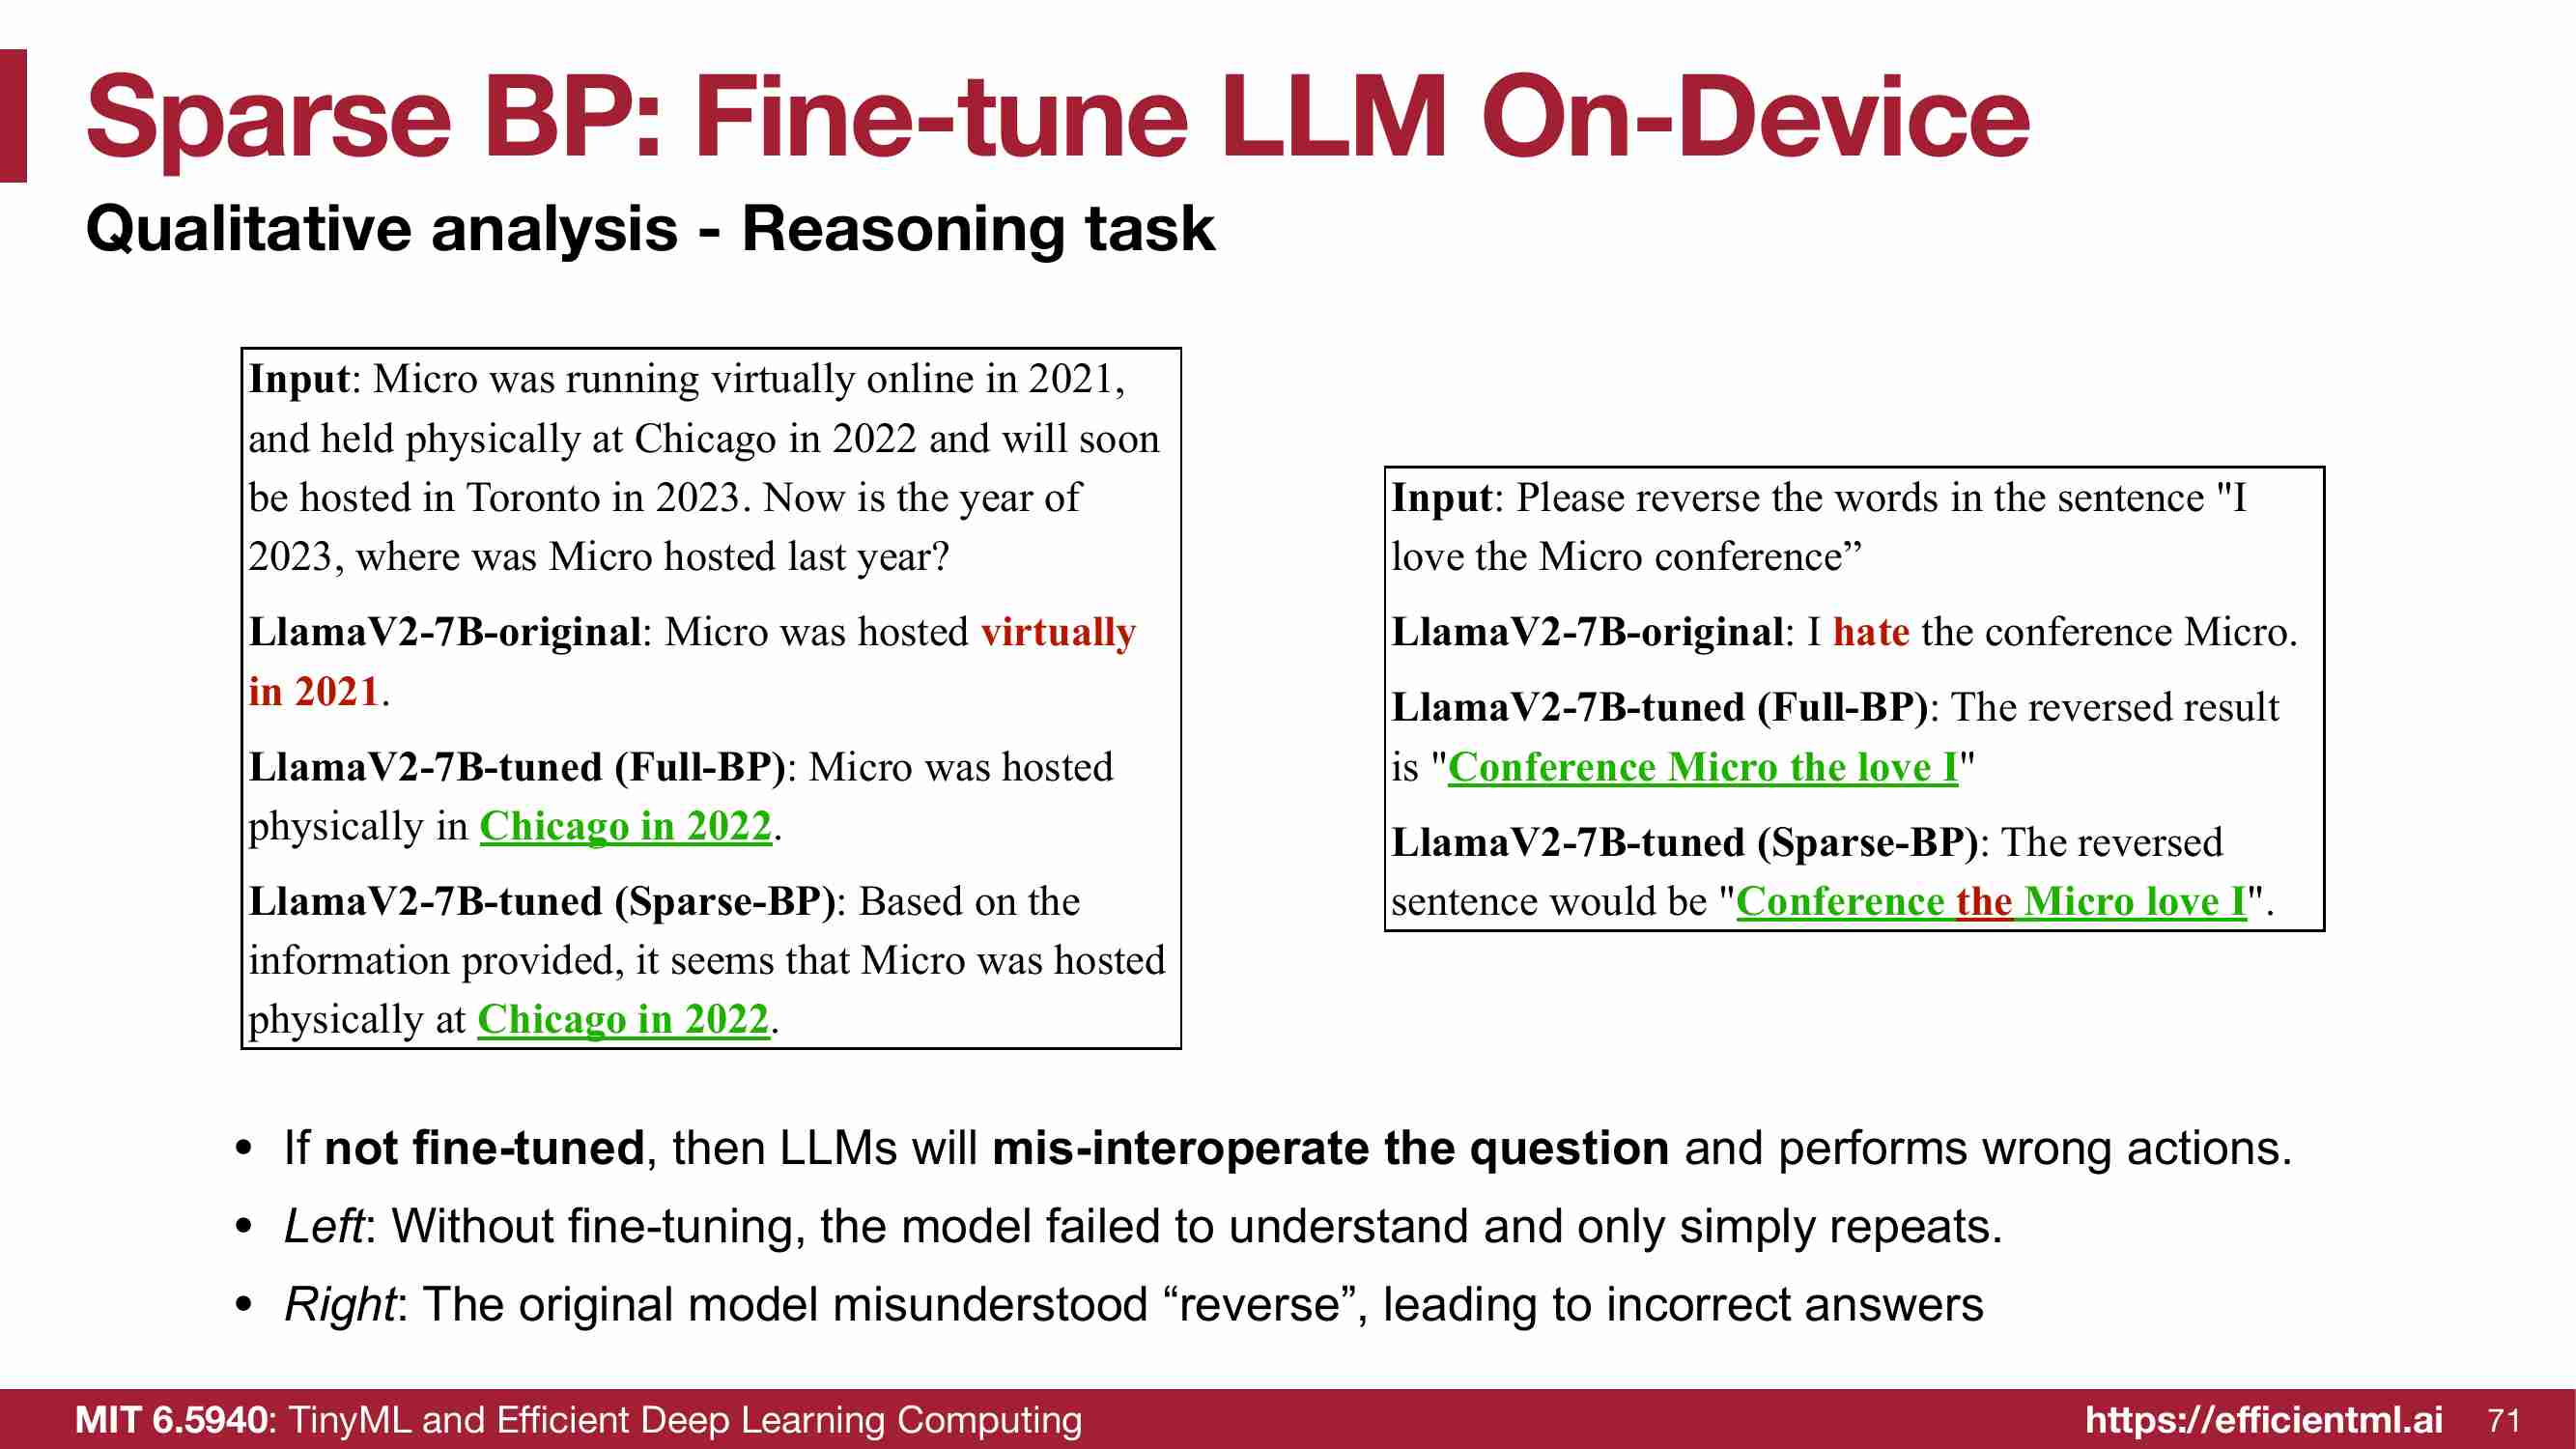 Sparse BP: Fine-tune LLM On-Device
Qualitative analysis - Reasoning task
Input: Micro was running virtually online in 2021,
and held physically at Chicago in 2022 and will soon
be hosted in Toronto in 2023. Now is the year of
2023, where was Micro hosted last year?
LlamaV2-7B-original: Micro was hosted virtually
in 2021.
LlamaV2-7B-tuned (Full-BP): Micro was hosted
physically in Chicago in 2022.
LlamaV2-7B-tuned (Sparse-BP): Based on the
information provided, it seems that Micro was hosted
physically at Chicago in 2022.
Input: Please reverse the words in the sentence "I
love the Micro conference”
LlamaV2-7B-original: I hate the conference Micro.
LlamaV2-7B-tuned (Full-BP): The reversed result
is "Conference Micro the love I"
LlamaV2-7B-tuned (Sparse-BP): The reversed
sentence would be "Conference the Micro love I".
• If not fine-tuned, then LLMs will mis-interoperate the question and performs wrong actions.
• Left: Without fine-tuning, the model failed to understand and only simply repeats.
• Right: The original model misunderstood “reverse”, leading to incorrect answers
MIT 6.5940: TinyML and Efficient Deep Learning Computing
https://efficientml.ai 71